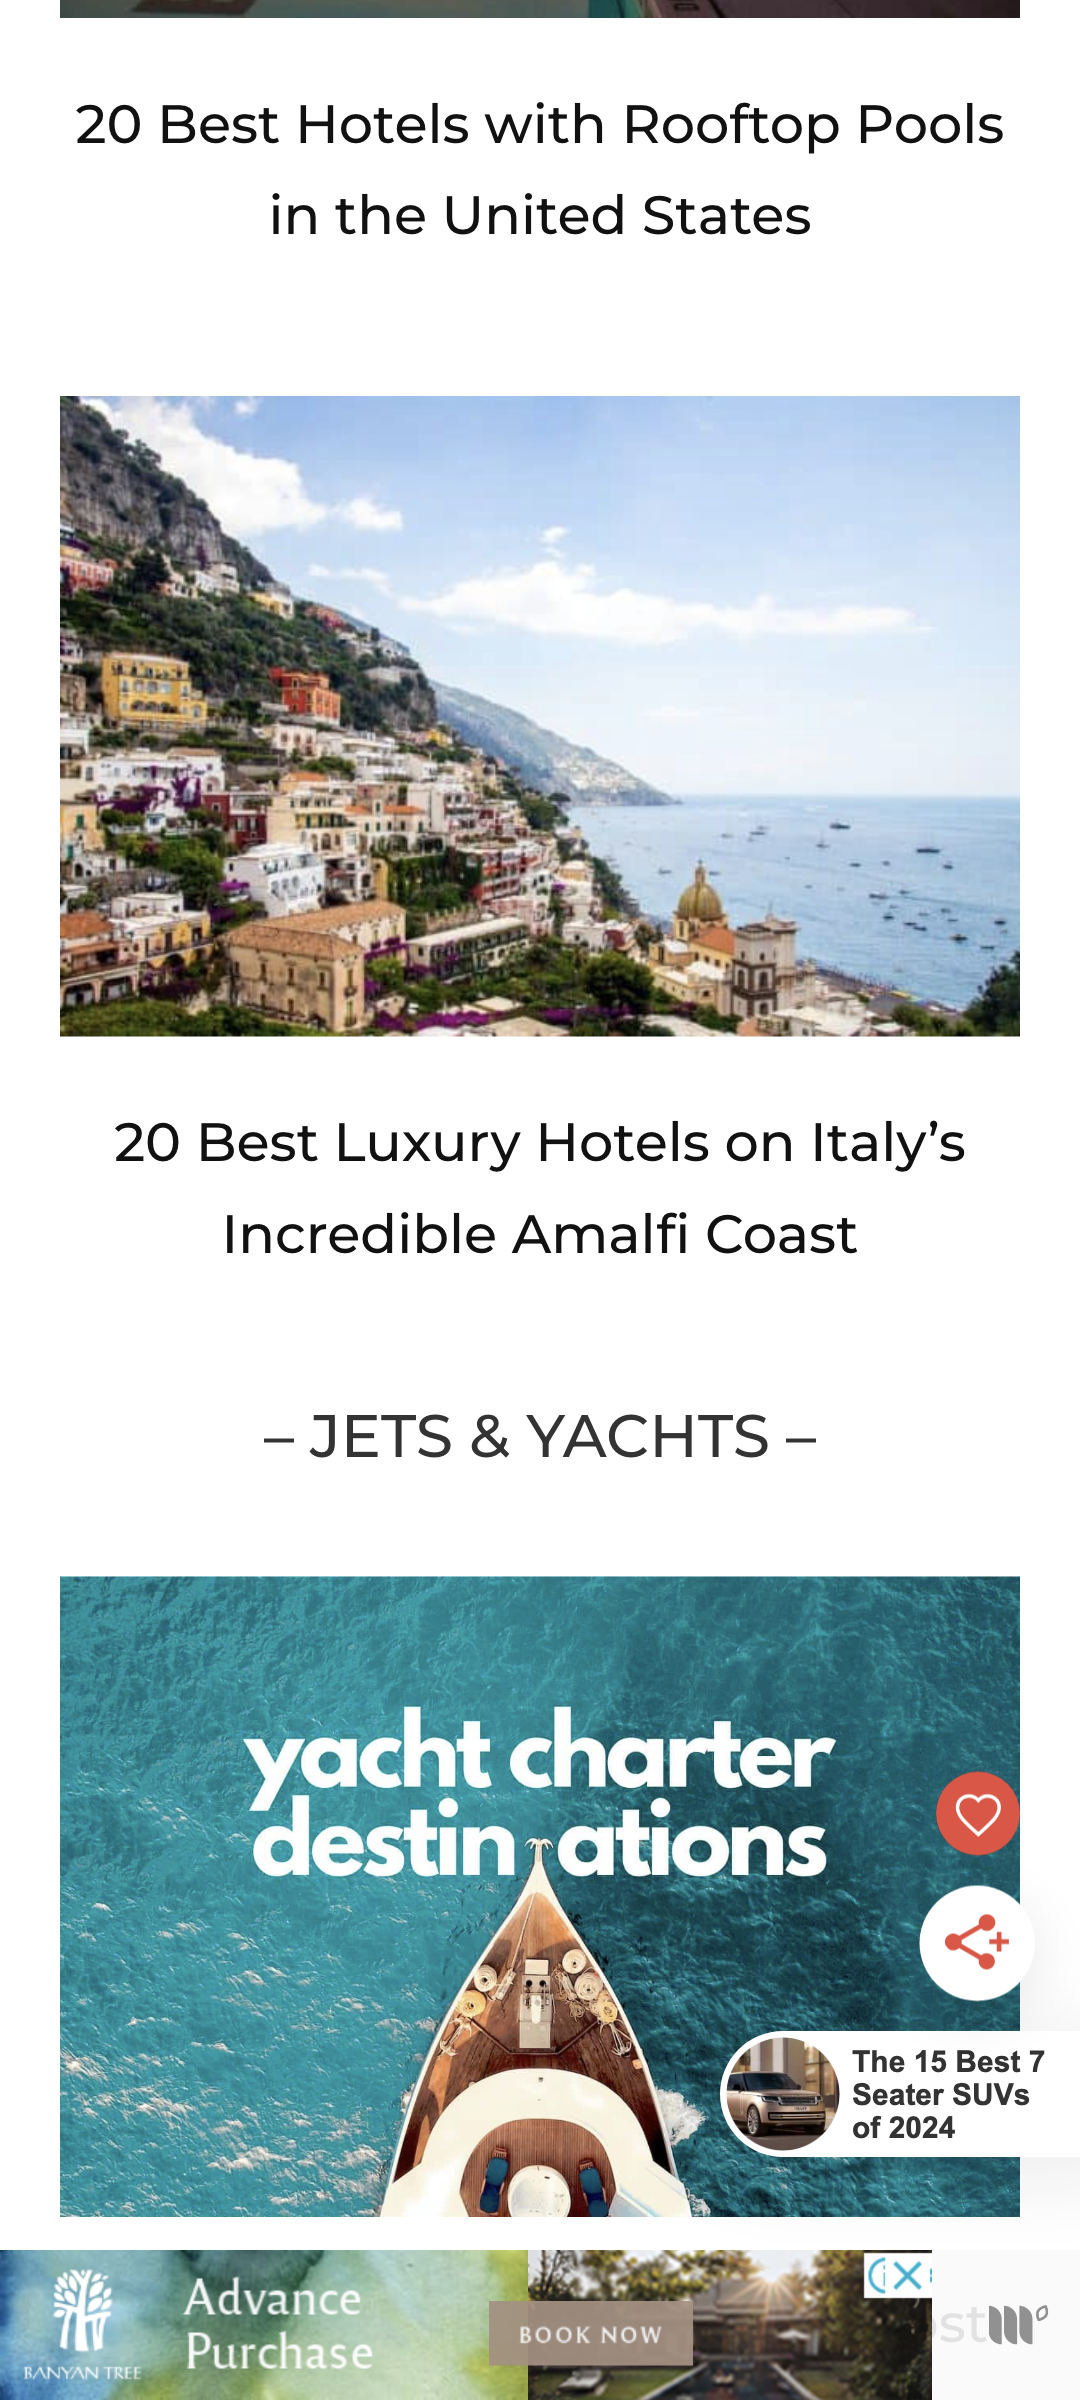 20 Best Hotels with Rooftop Pools
in the United States
20 Best Luxury Hotels on Italy’s
Incredible Amalfi Coast
– JETS & YACHTS –
yacht charter
destinations
The 15 Best 7
Seater SUVs
of 2024
Advance
Purchase
BANYAN TREE
BOOK NOW